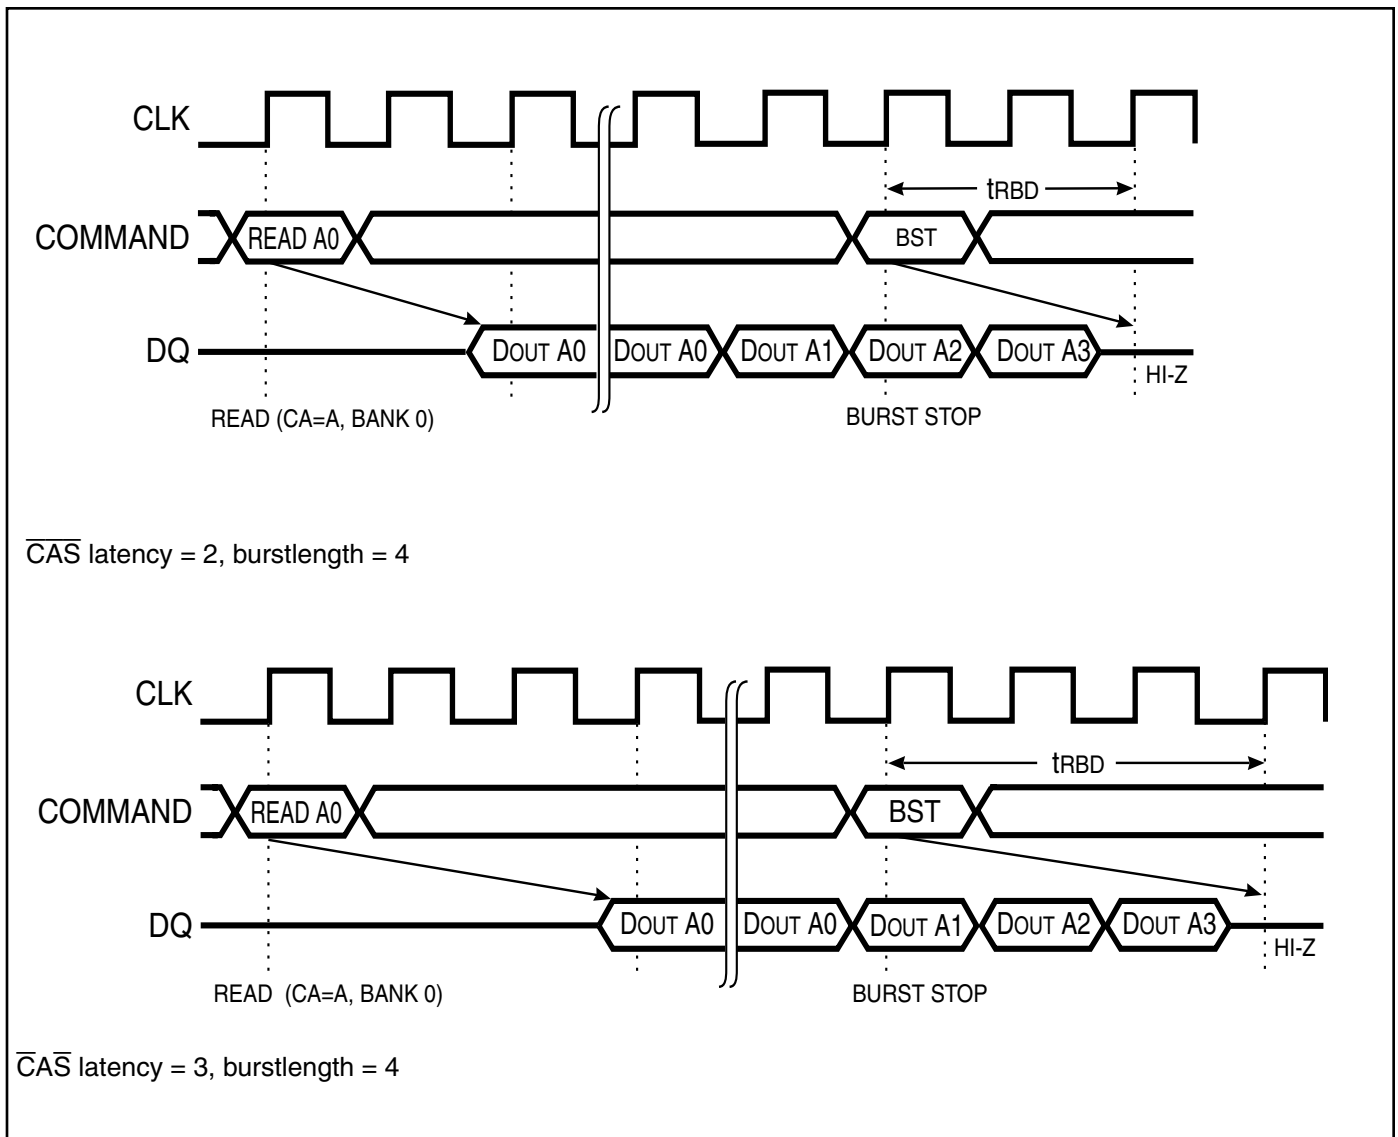 CLK
tRBD
COMMAND READ A0 BST
DQ DOUT A0 DOUT A0 DOUT A1 DOUT A2 DOUT A3 HI-Z
READ (CA=A, BANK 0) BURST STOP
C̅A̅S̅ latency = 2, burstlength = 4
CLK
tRBD
COMMAND READ A0 BST
DQ DOUT A0 DOUT A0 DOUT A1 DOUT A2 DOUT A3 HI-Z
READ (CA=A, BANK 0) BURST STOP
C̅AS̅ latency = 3, burstlength = 4